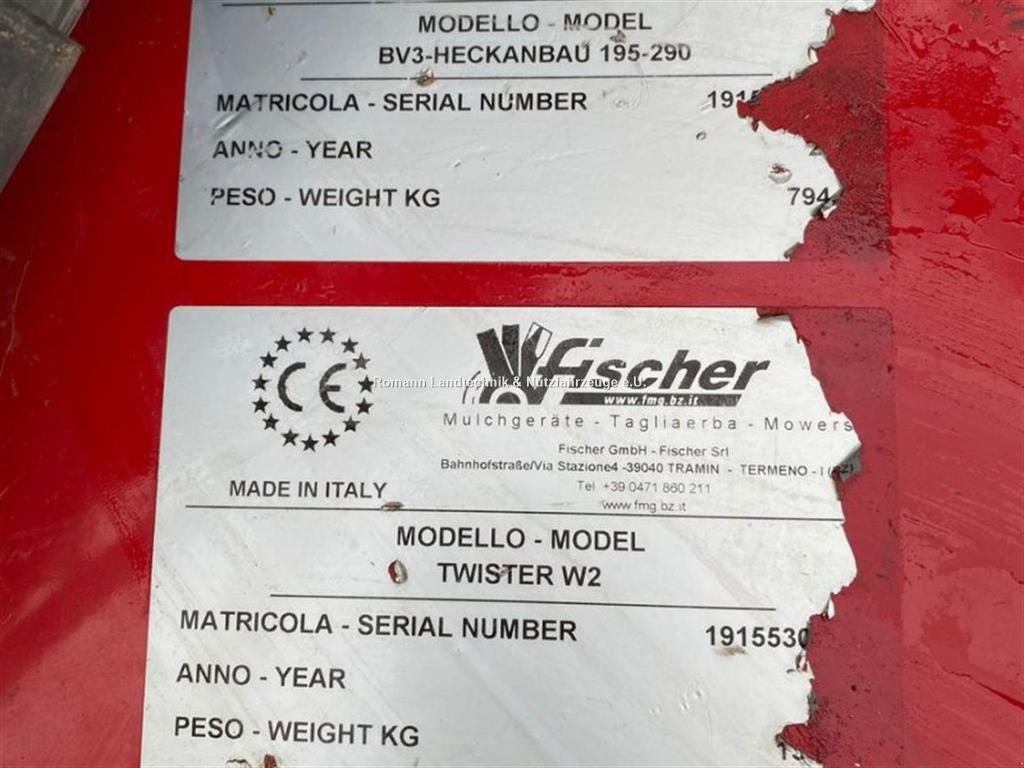 MODELLO - MODEL
BV3-HECKANBAU 195-290
MATRICOLA - SERIAL NUMBER
ANNO - YEAR
PESO - WEIGHT KG 794
CE
Fischer
www.fmg.bz.it
Romann Landtechnik & Nutzfahrzeuge e.U.
Mulchgeräte - Tagliaerba - Mowers
Fischer GmbH - Fischer Srl
Bahnhofstraße/Via Stazione4 -39040 TRAMIN - TERMENO - I (BZ)
Tel +39 0471 860 211
MADE IN ITALY
www.fmg.bz.it
MODELLO - MODEL
TWISTER W2
MATRICOLA - SERIAL NUMBER 1915530
ANNO - YEAR
PESO - WEIGHT KG